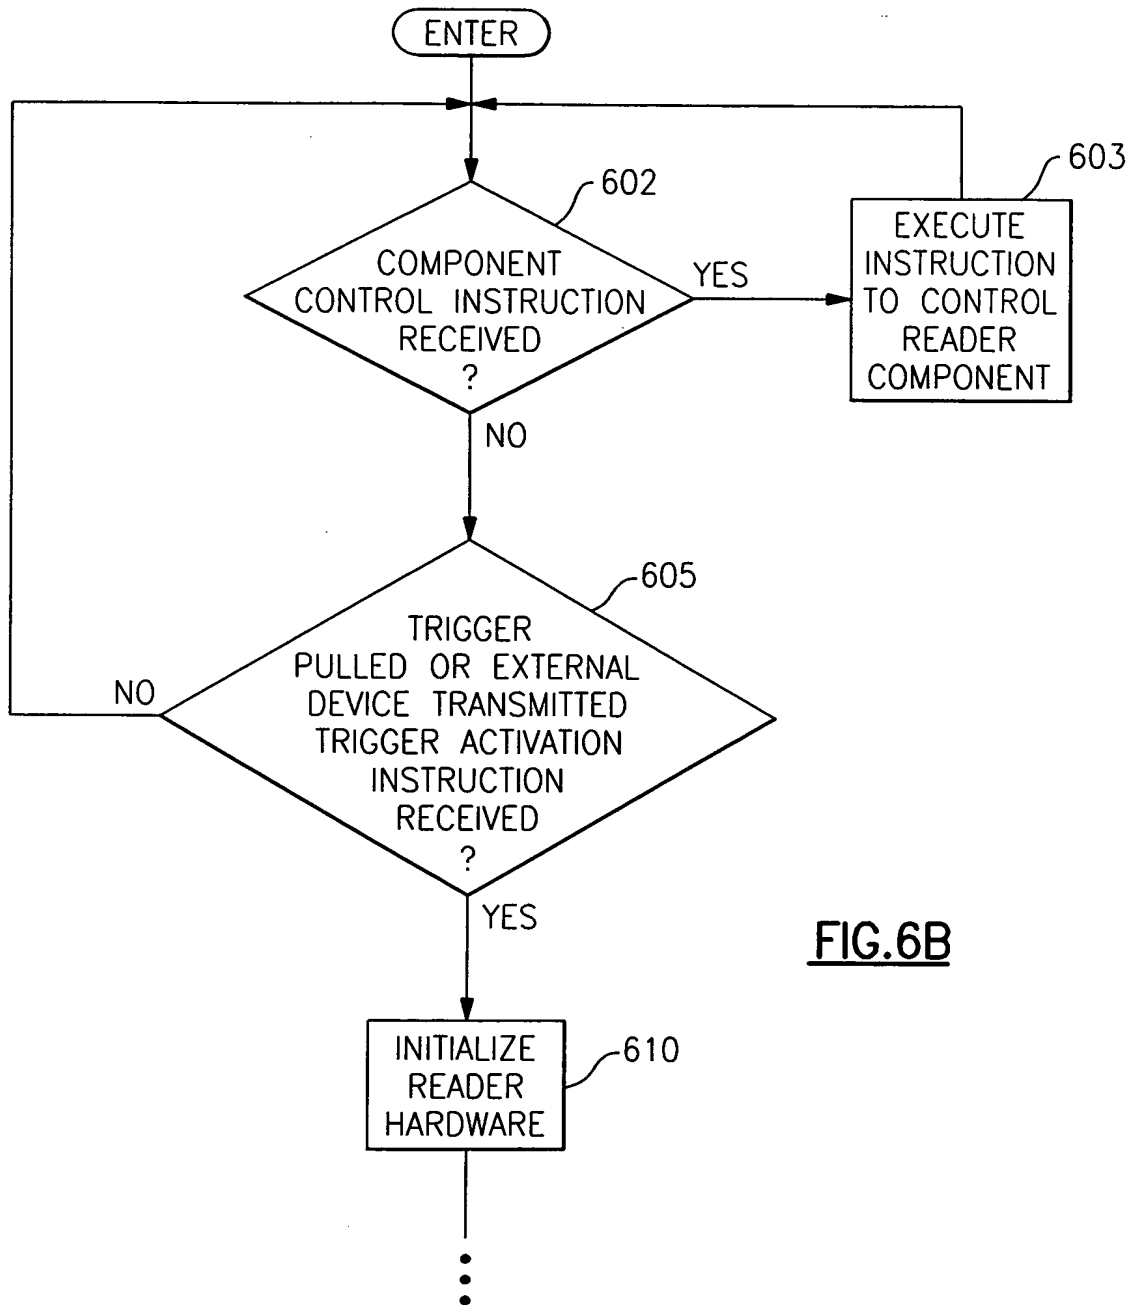 ENTER
602
603
COMPONENT
CONTROL INSTRUCTION
RECEIVED
?
YES
EXECUTE
INSTRUCTION
TO CONTROL
READER
COMPONENT
NO
605
TRIGGER
PULLED OR EXTERNAL
DEVICE TRANSMITTED
TRIGGER ACTIVATION
INSTRUCTION
RECEIVED
?
NO
YES
FIG.6B
INITIALIZE
READER
HARDWARE
610